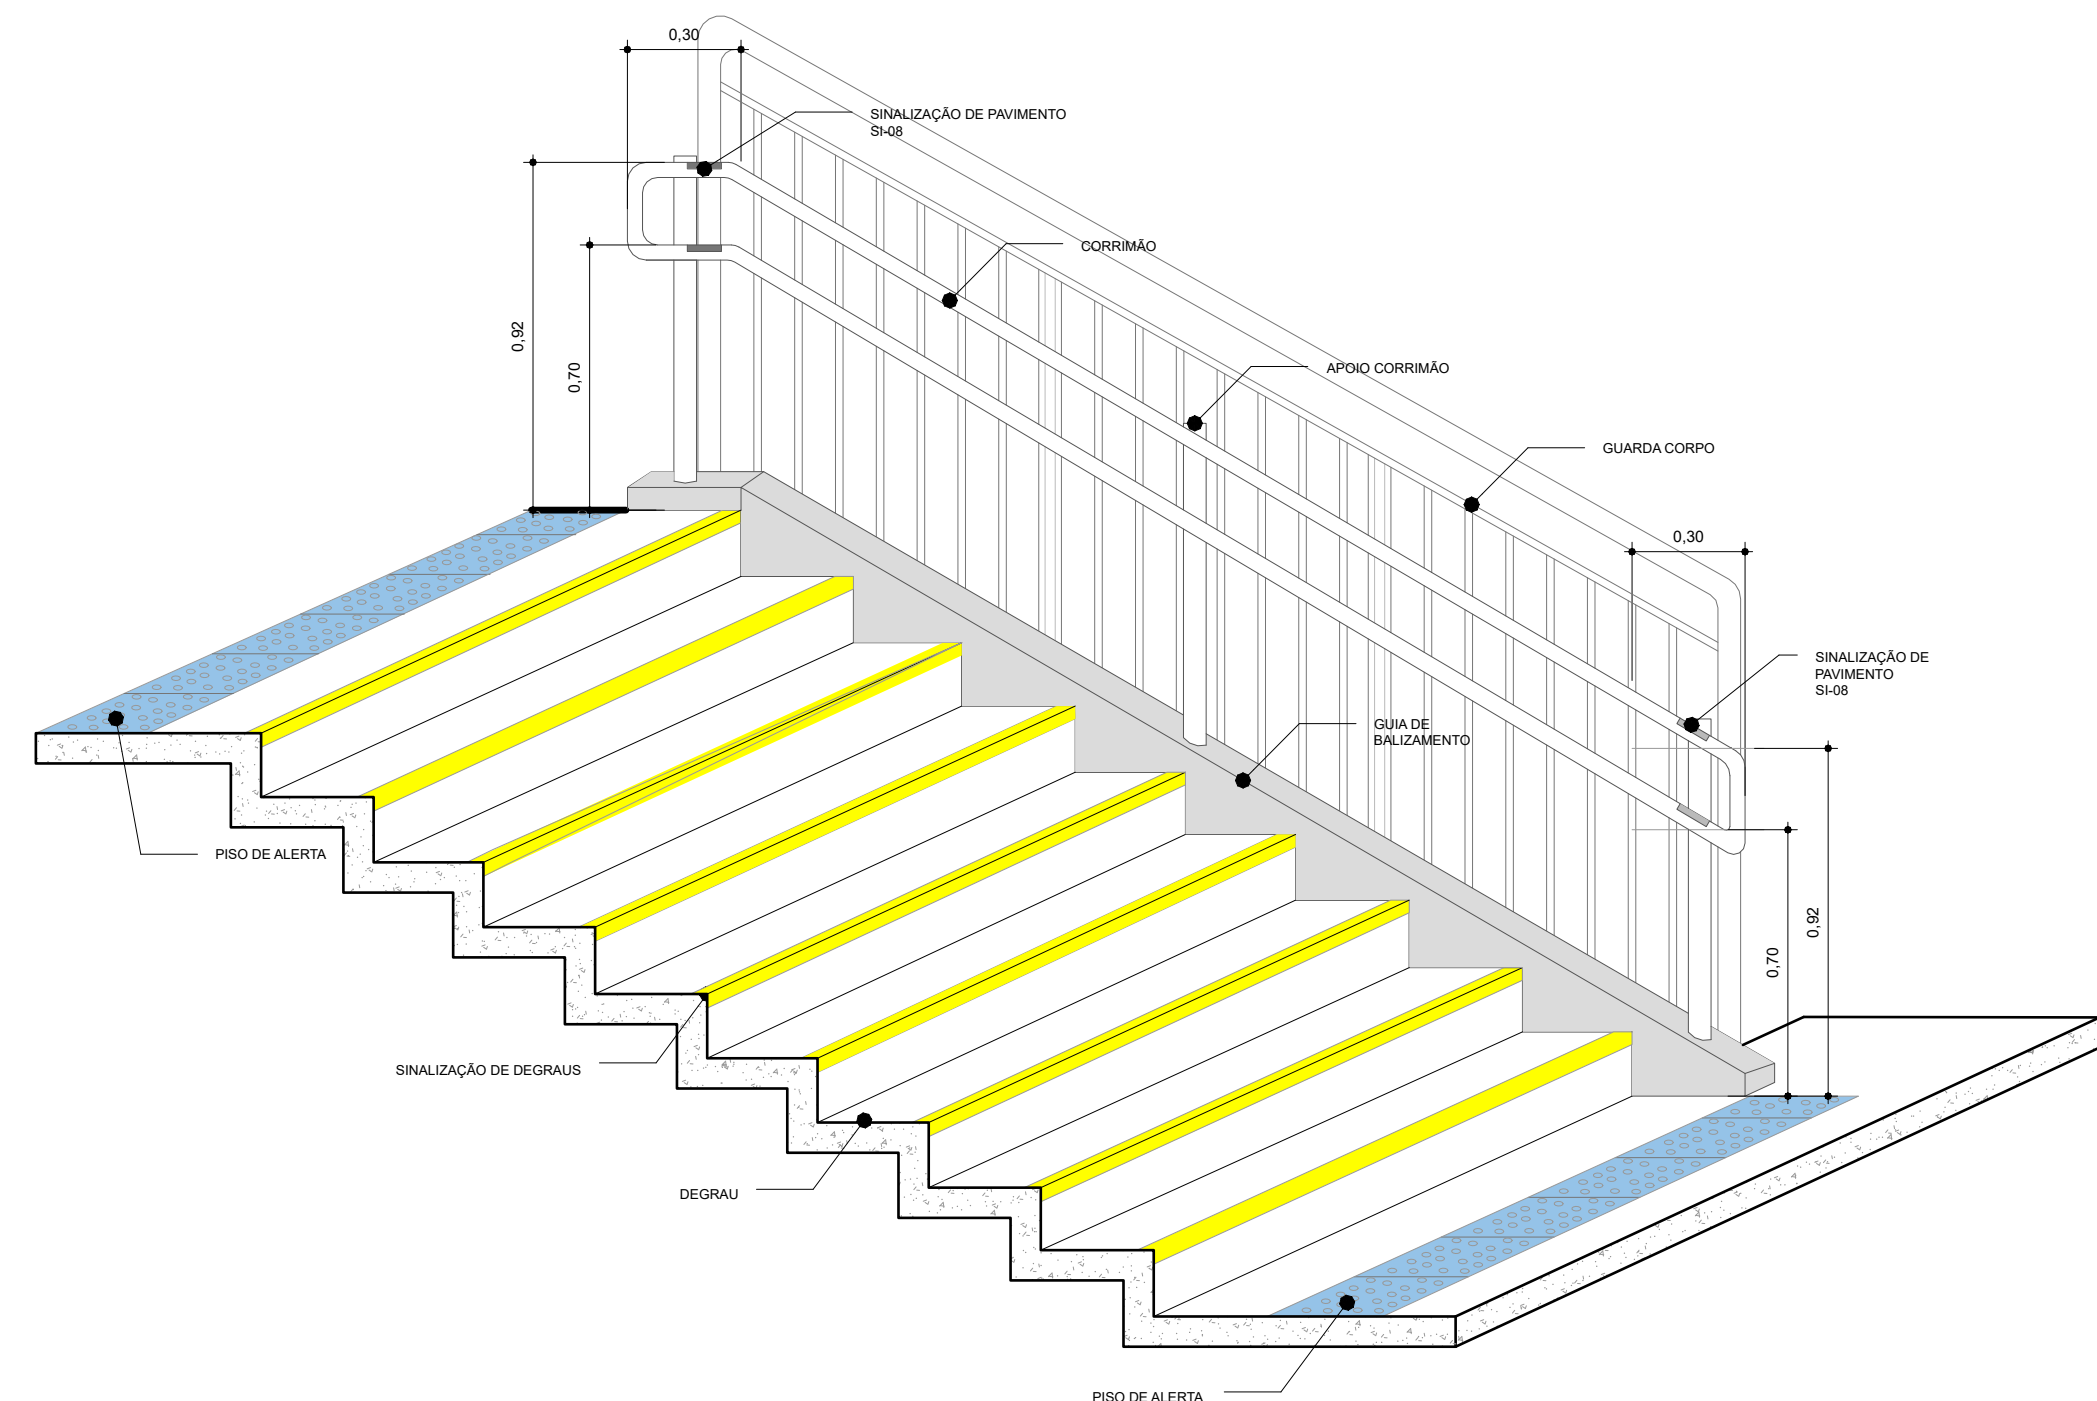 0,30
SINALIZAÇÃO DE PAVIMENTO
SI-08
CORRIMÃO
0,92
0,70
APOIO CORRIMÃO
GUARDA CORPO
0,30
SINALIZAÇÃO DE
PAVIMENTO
SI-08
GUIA DE
BALIZAMENTO
PISO DE ALERTA
0,92
0,70
SINALIZAÇÃO DE DEGRAUS
DEGRAU
PISO DE ALERTA